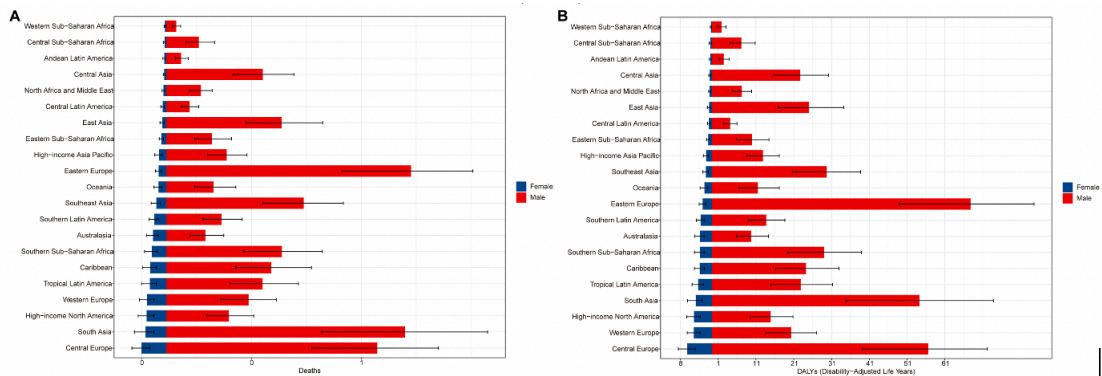 A
Western Sub-Saharan Africa
Central Sub-Saharan Africa
Andean Latin America
Central Asia
North Africa and Middle East
Central Latin America
East Asia
Eastern Sub-Saharan Africa
High-income Asia Pacific
Eastern Europe
Oceania
Southeast Asia
Southern Latin America
Australasia
Southern Sub-Saharan Africa
Caribbean
Tropical Latin America
Western Europe
High-income North America
South Asia
Central Europe
0 0 1
Deaths
Female
Male
B
Western Sub-Saharan Africa
Central Sub-Saharan Africa
Andean Latin America
Central Asia
North Africa and Middle East
East Asia
Central Latin America
Eastern Sub-Saharan Africa
High-income Asia Pacific
Southeast Asia
Oceania
Eastern Europe
Southern Latin America
Australasia
Southern Sub-Saharan Africa
Caribbean
Tropical Latin America
South Asia
High-income North America
Western Europe
Central Europe
8 1 11 21 31 41 51 61
DALYs (Disability-Adjusted Life Years)
Female
Male